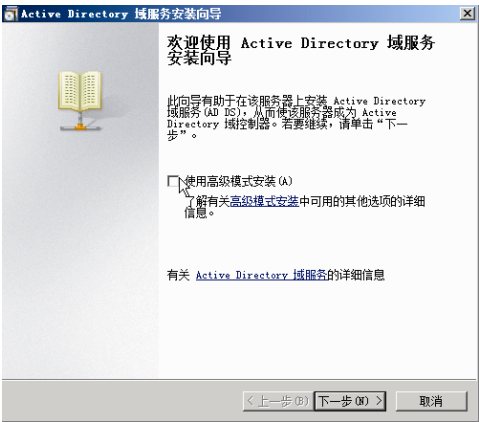 Active Directory 域服务安装向导
欢迎使用 Active Directory 域服务
安装向导
此向导有助于在该服务器上安装 Active Directory
域服务(AD DS)，从而使该服务器成为 Active
Directory 域控制器。若要继续，请单击“下一
步”。
使用高级模式安装(A)
了解有关高级模式安装中可用的其他选项的详细
信息。
有关 Active Directory 域服务的详细信息
< 上一步(B) 下一步(N) > 取消